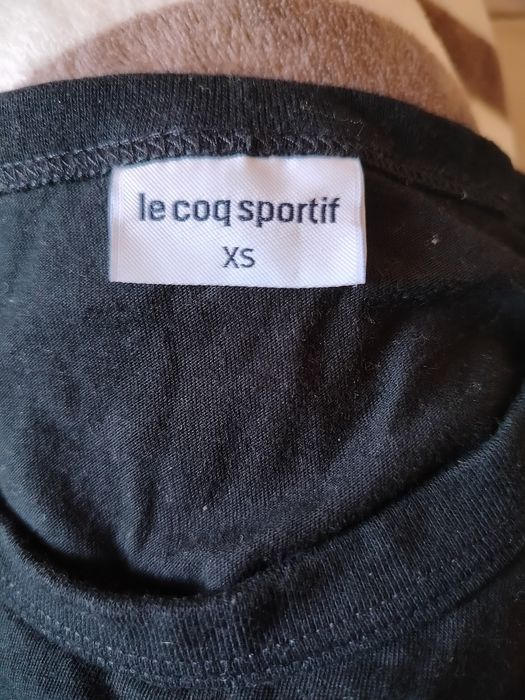 le coq sportif
XS